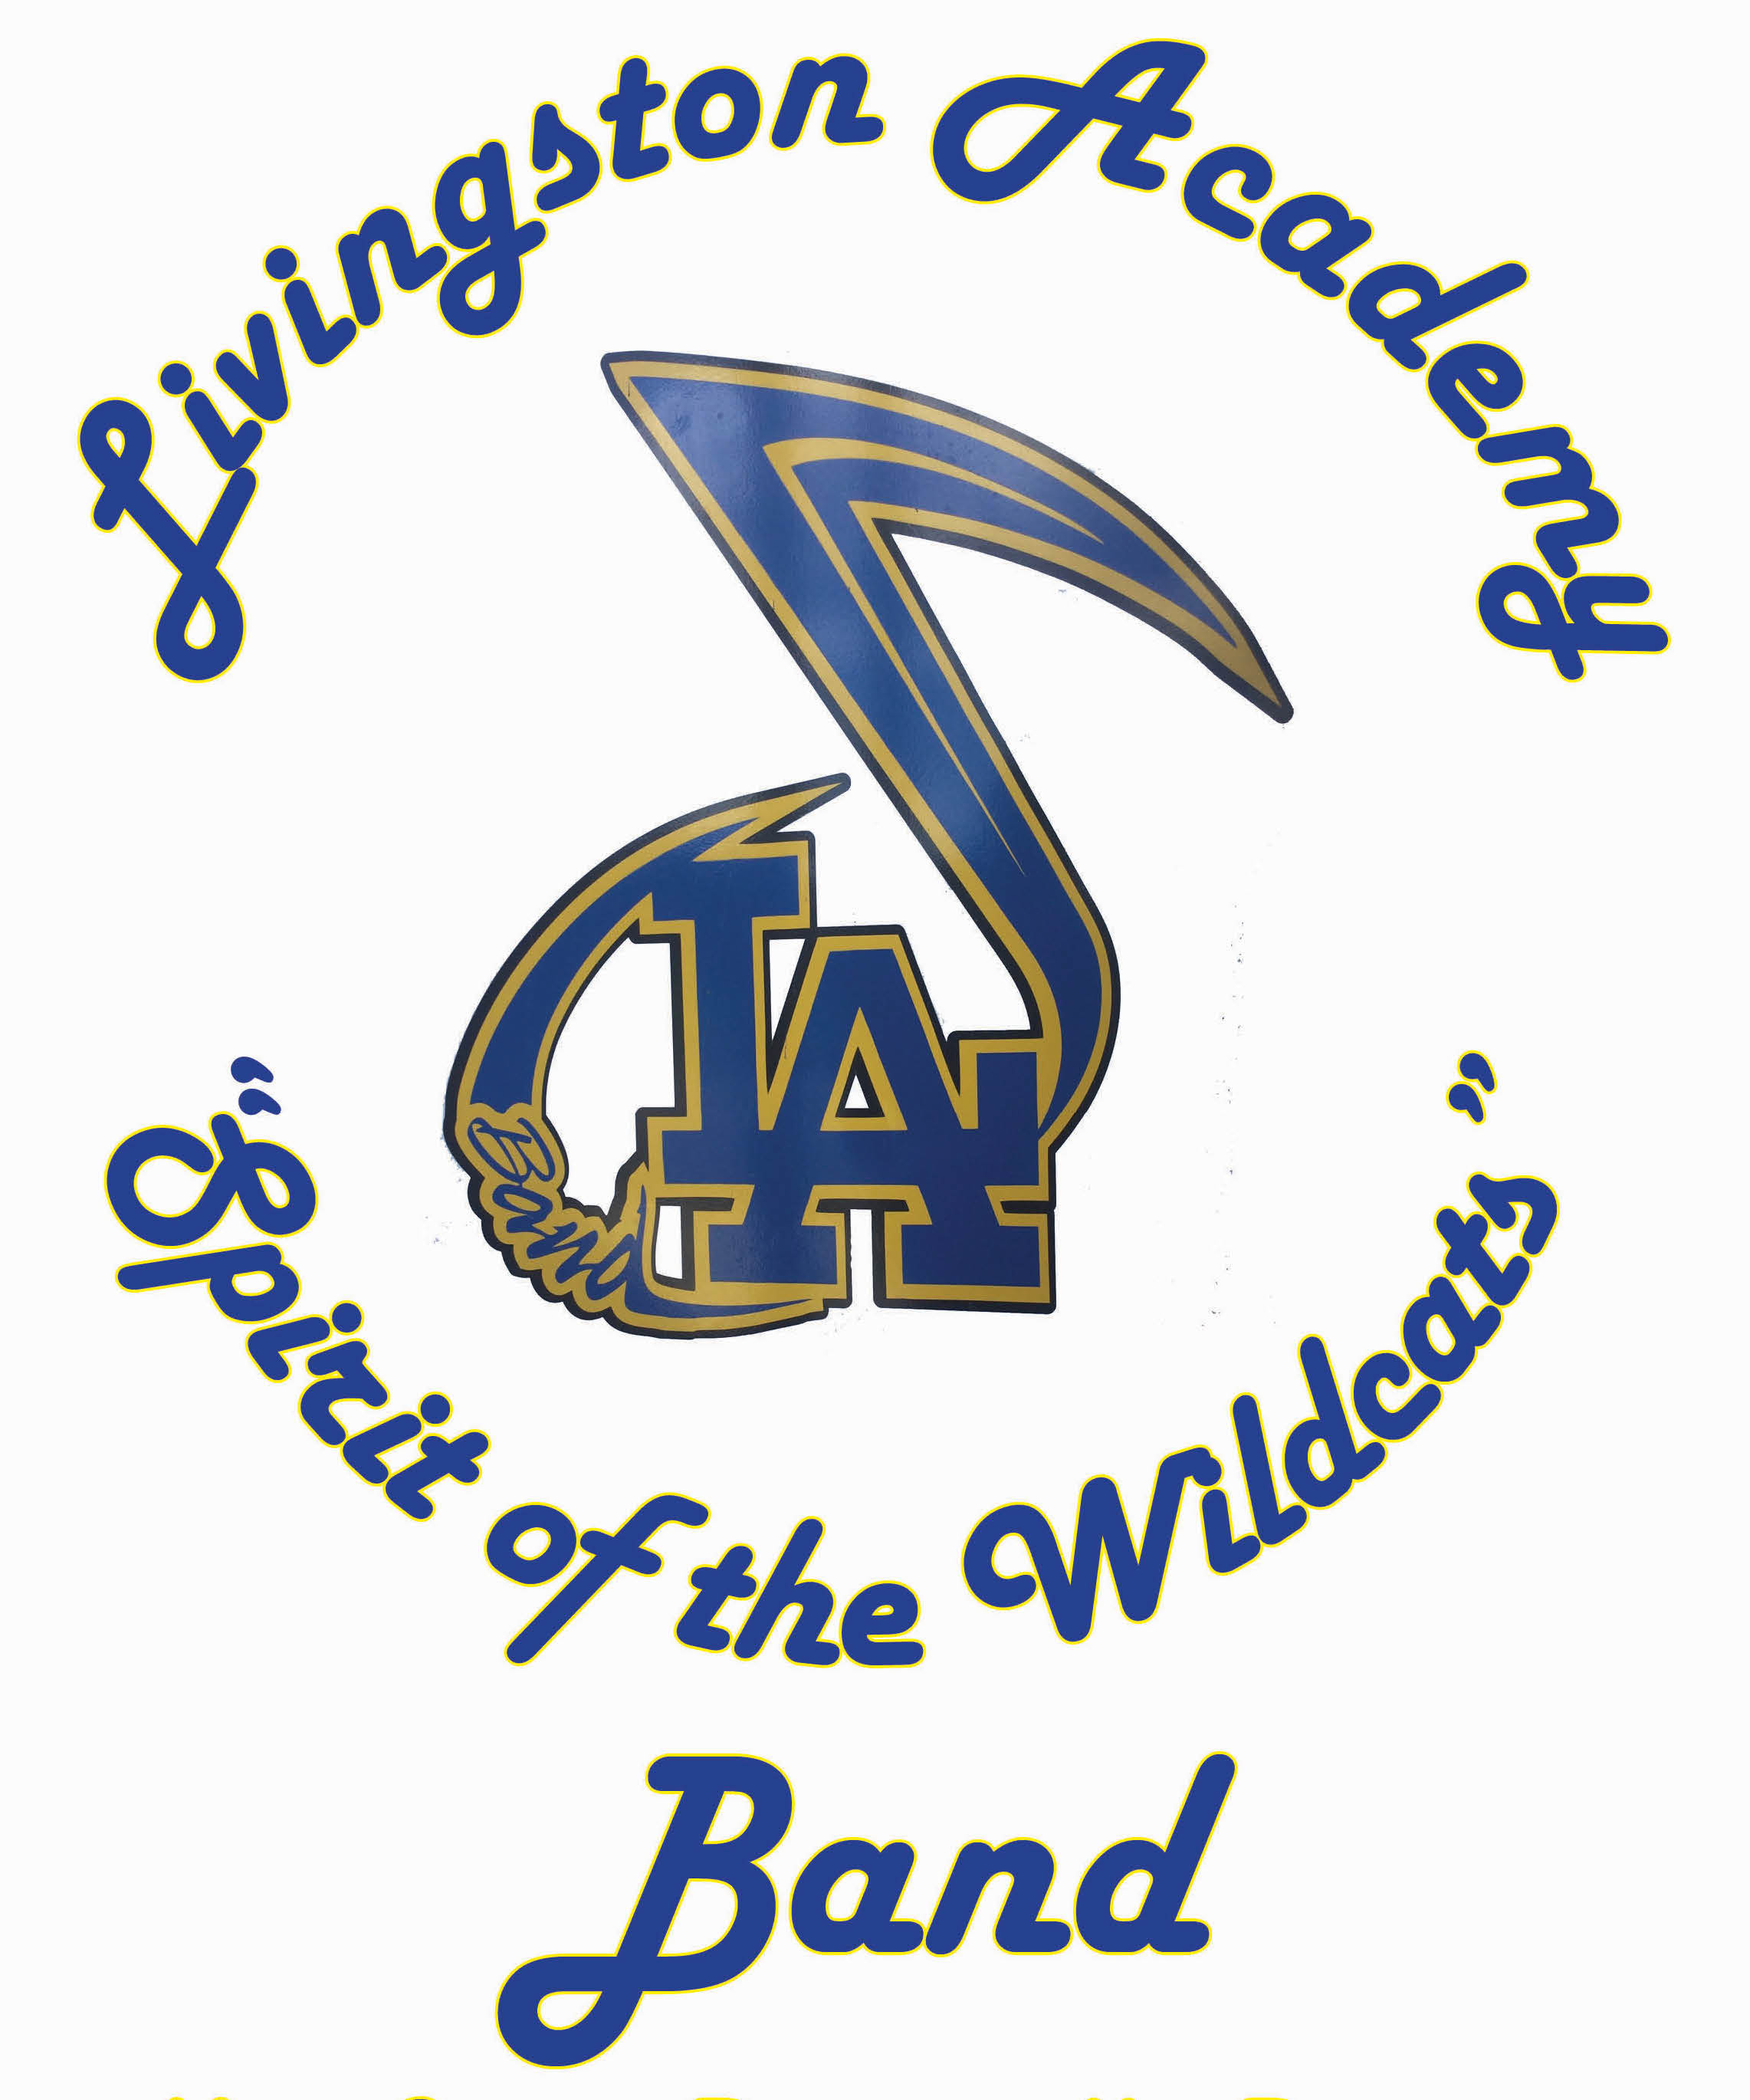 Livingston Academy
LA
Band
”Spirit of the Wildcats”
Band